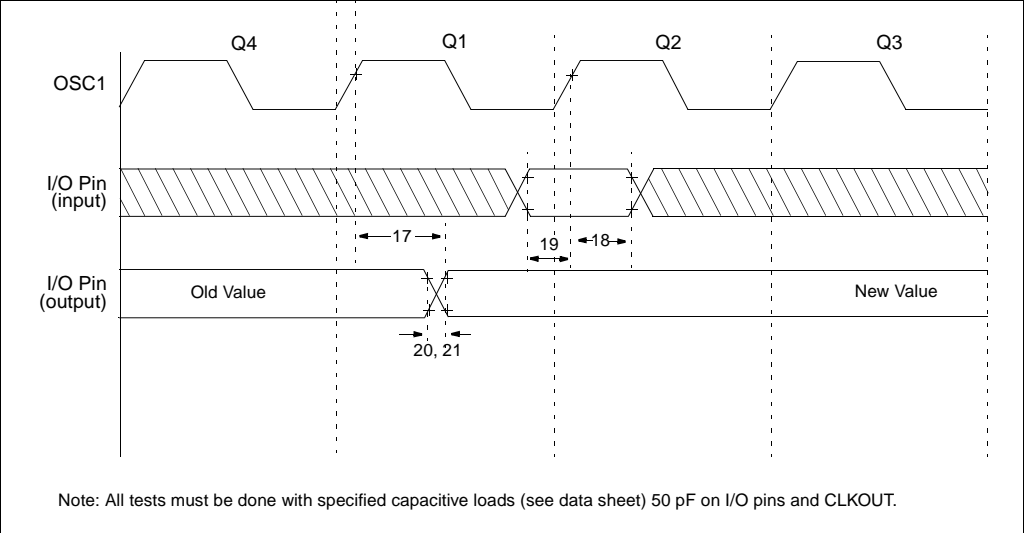 Q4 Q1 Q2 Q3
OSC1
I/O Pin
(input)
17
19
18
I/O Pin
(output)
Old Value
New Value
20, 21
Note: All tests must be done with specified capacitive loads (see data sheet) 50 pF on I/O pins and CLKOUT.